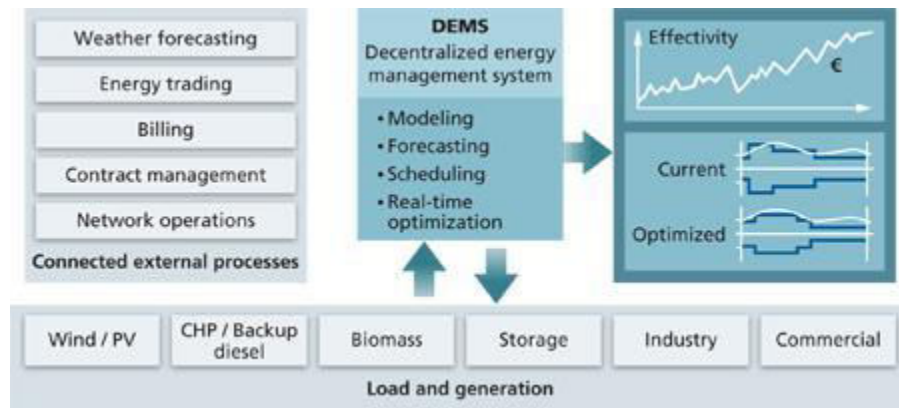 Weather forecasting
Energy trading
Billing
Contract management
Network operations
Connected external processes
DEMS
Decentralized energy
management system
• Modeling
• Forecasting
• Scheduling
• Real-time
optimization
Effectivity
€
Current
Optimized
Wind / PV
CHP / Backup
diesel
Biomass
Storage
Industry
Commercial
Load and generation